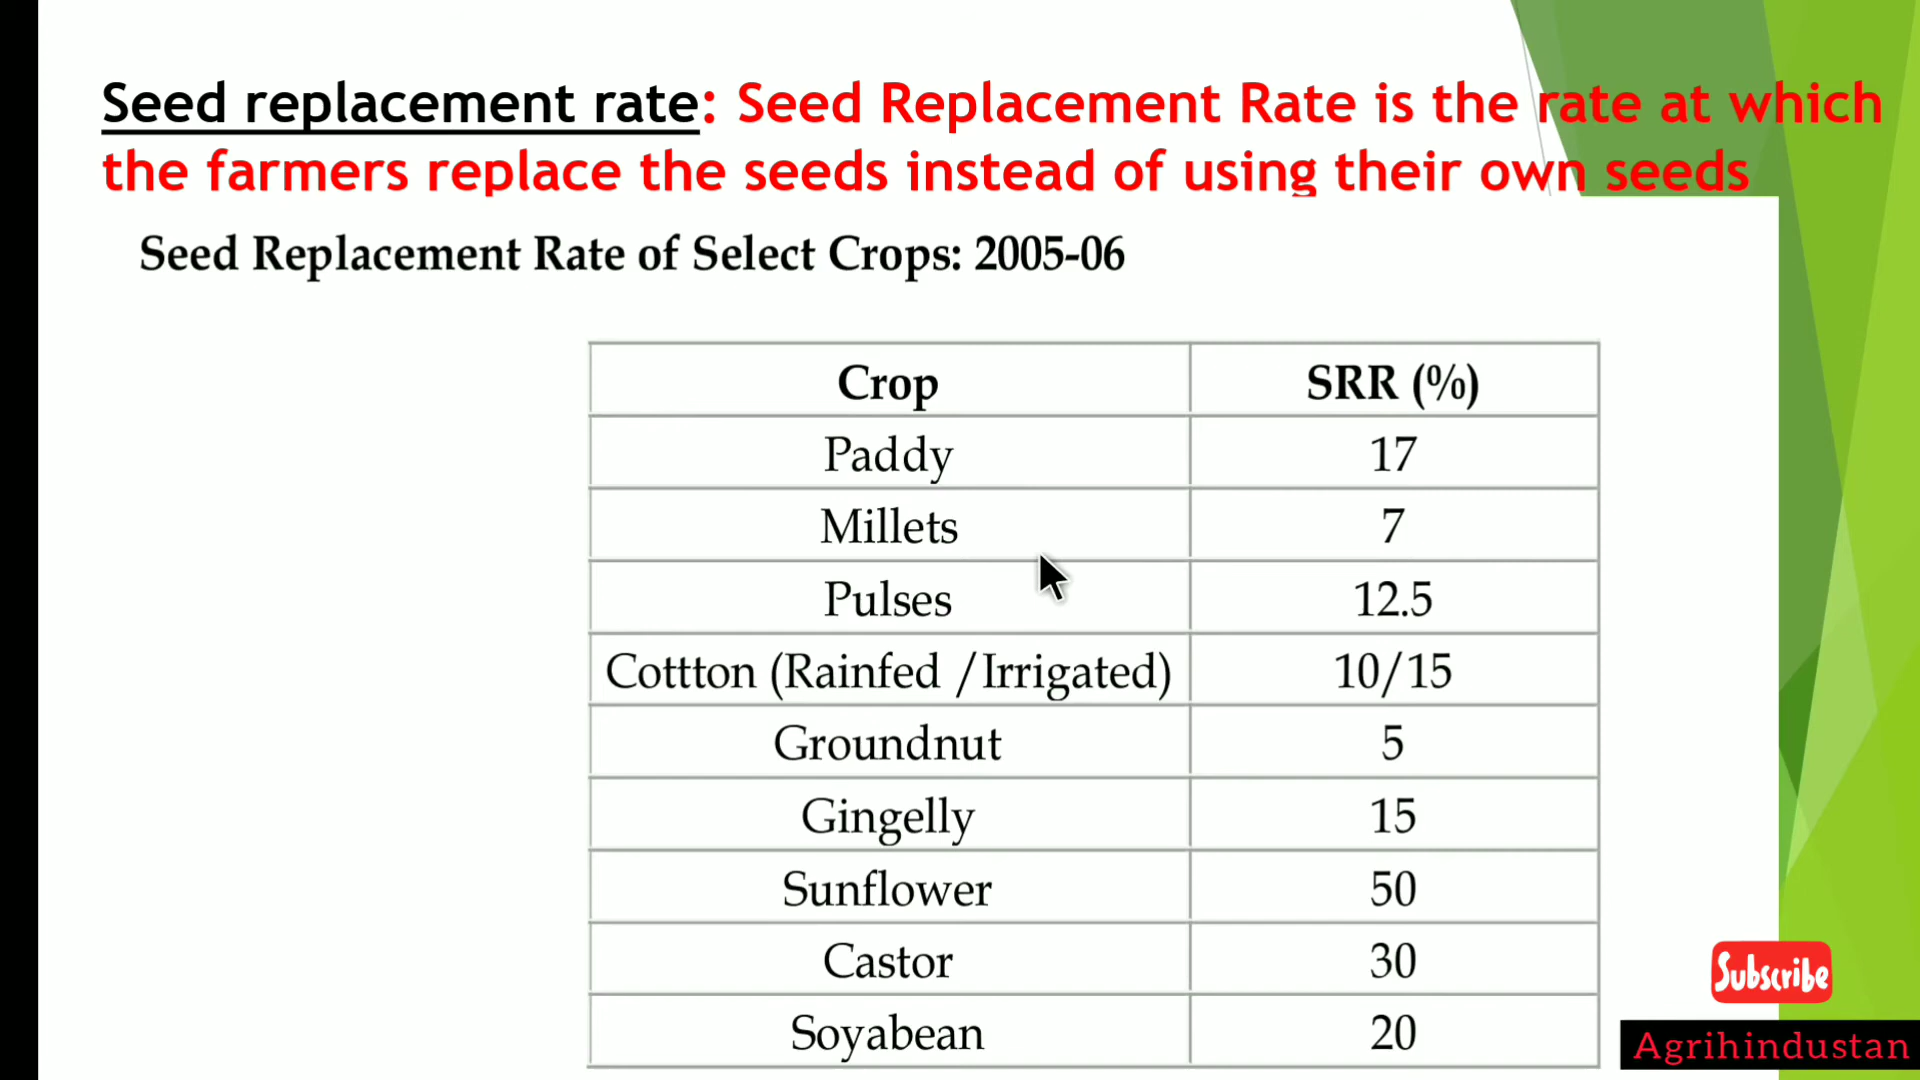 Seed replacement rate: Seed Replacement Rate is the rate at which
the farmers replace the seeds instead of using their own seeds
Seed Replacement Rate of Select Crops: 2005-06
Crop SRR (%)
Paddy 17
Millets 7
Pulses 12.5
Cottton (Rainfed /Irrigated) 10/15
Groundnut 5
Gingelly 15
Sunflower 50
Castor 30
Soyabean 20
Subscribe
Agrihindustan